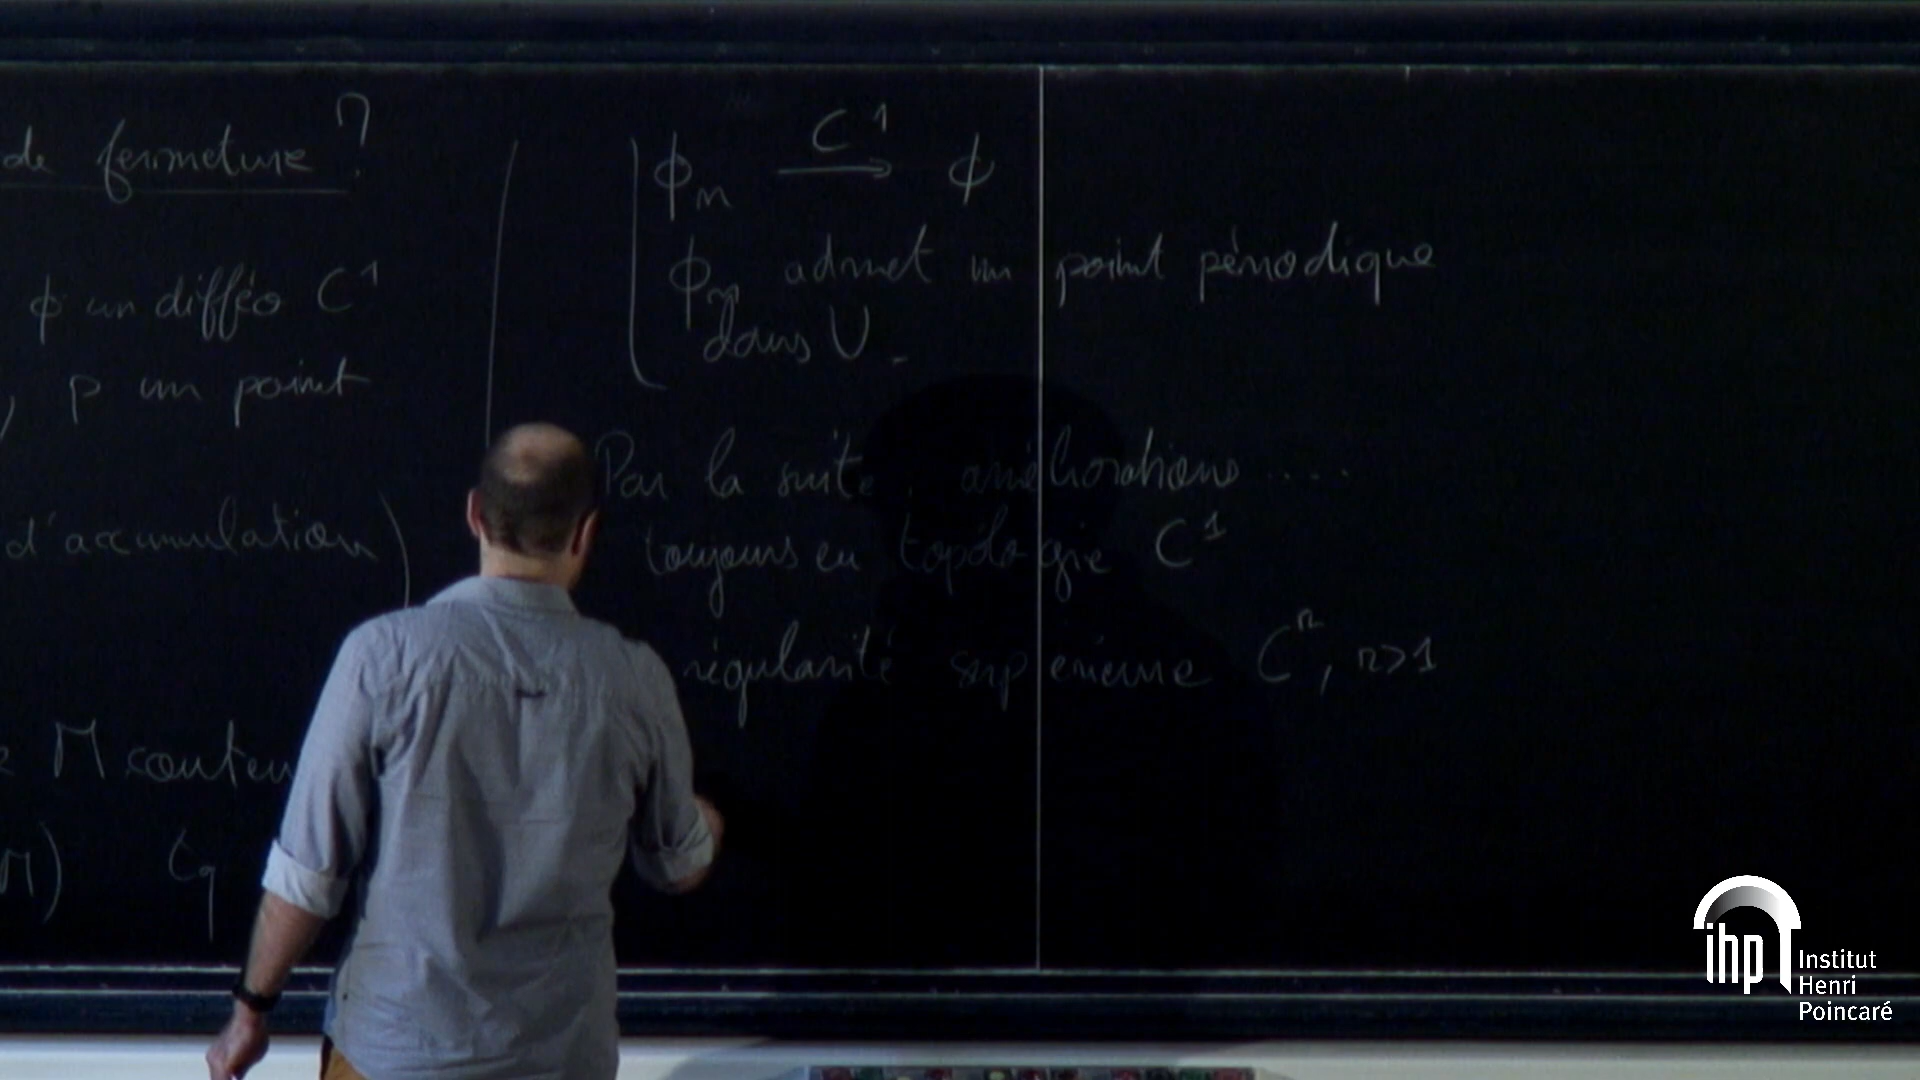 de fermeture ?
ϕ un difféo C¹
, p un point
d'accumulation )
M conten
M)
ϕₙ —C¹→ ϕ
ϕₙ admet un point périodique
dans U.
Par la suite, améliorations ....
toujours en topologie C¹
régularité supérieure Cʳ, r>1
ihp Institut
Henri
Poincaré